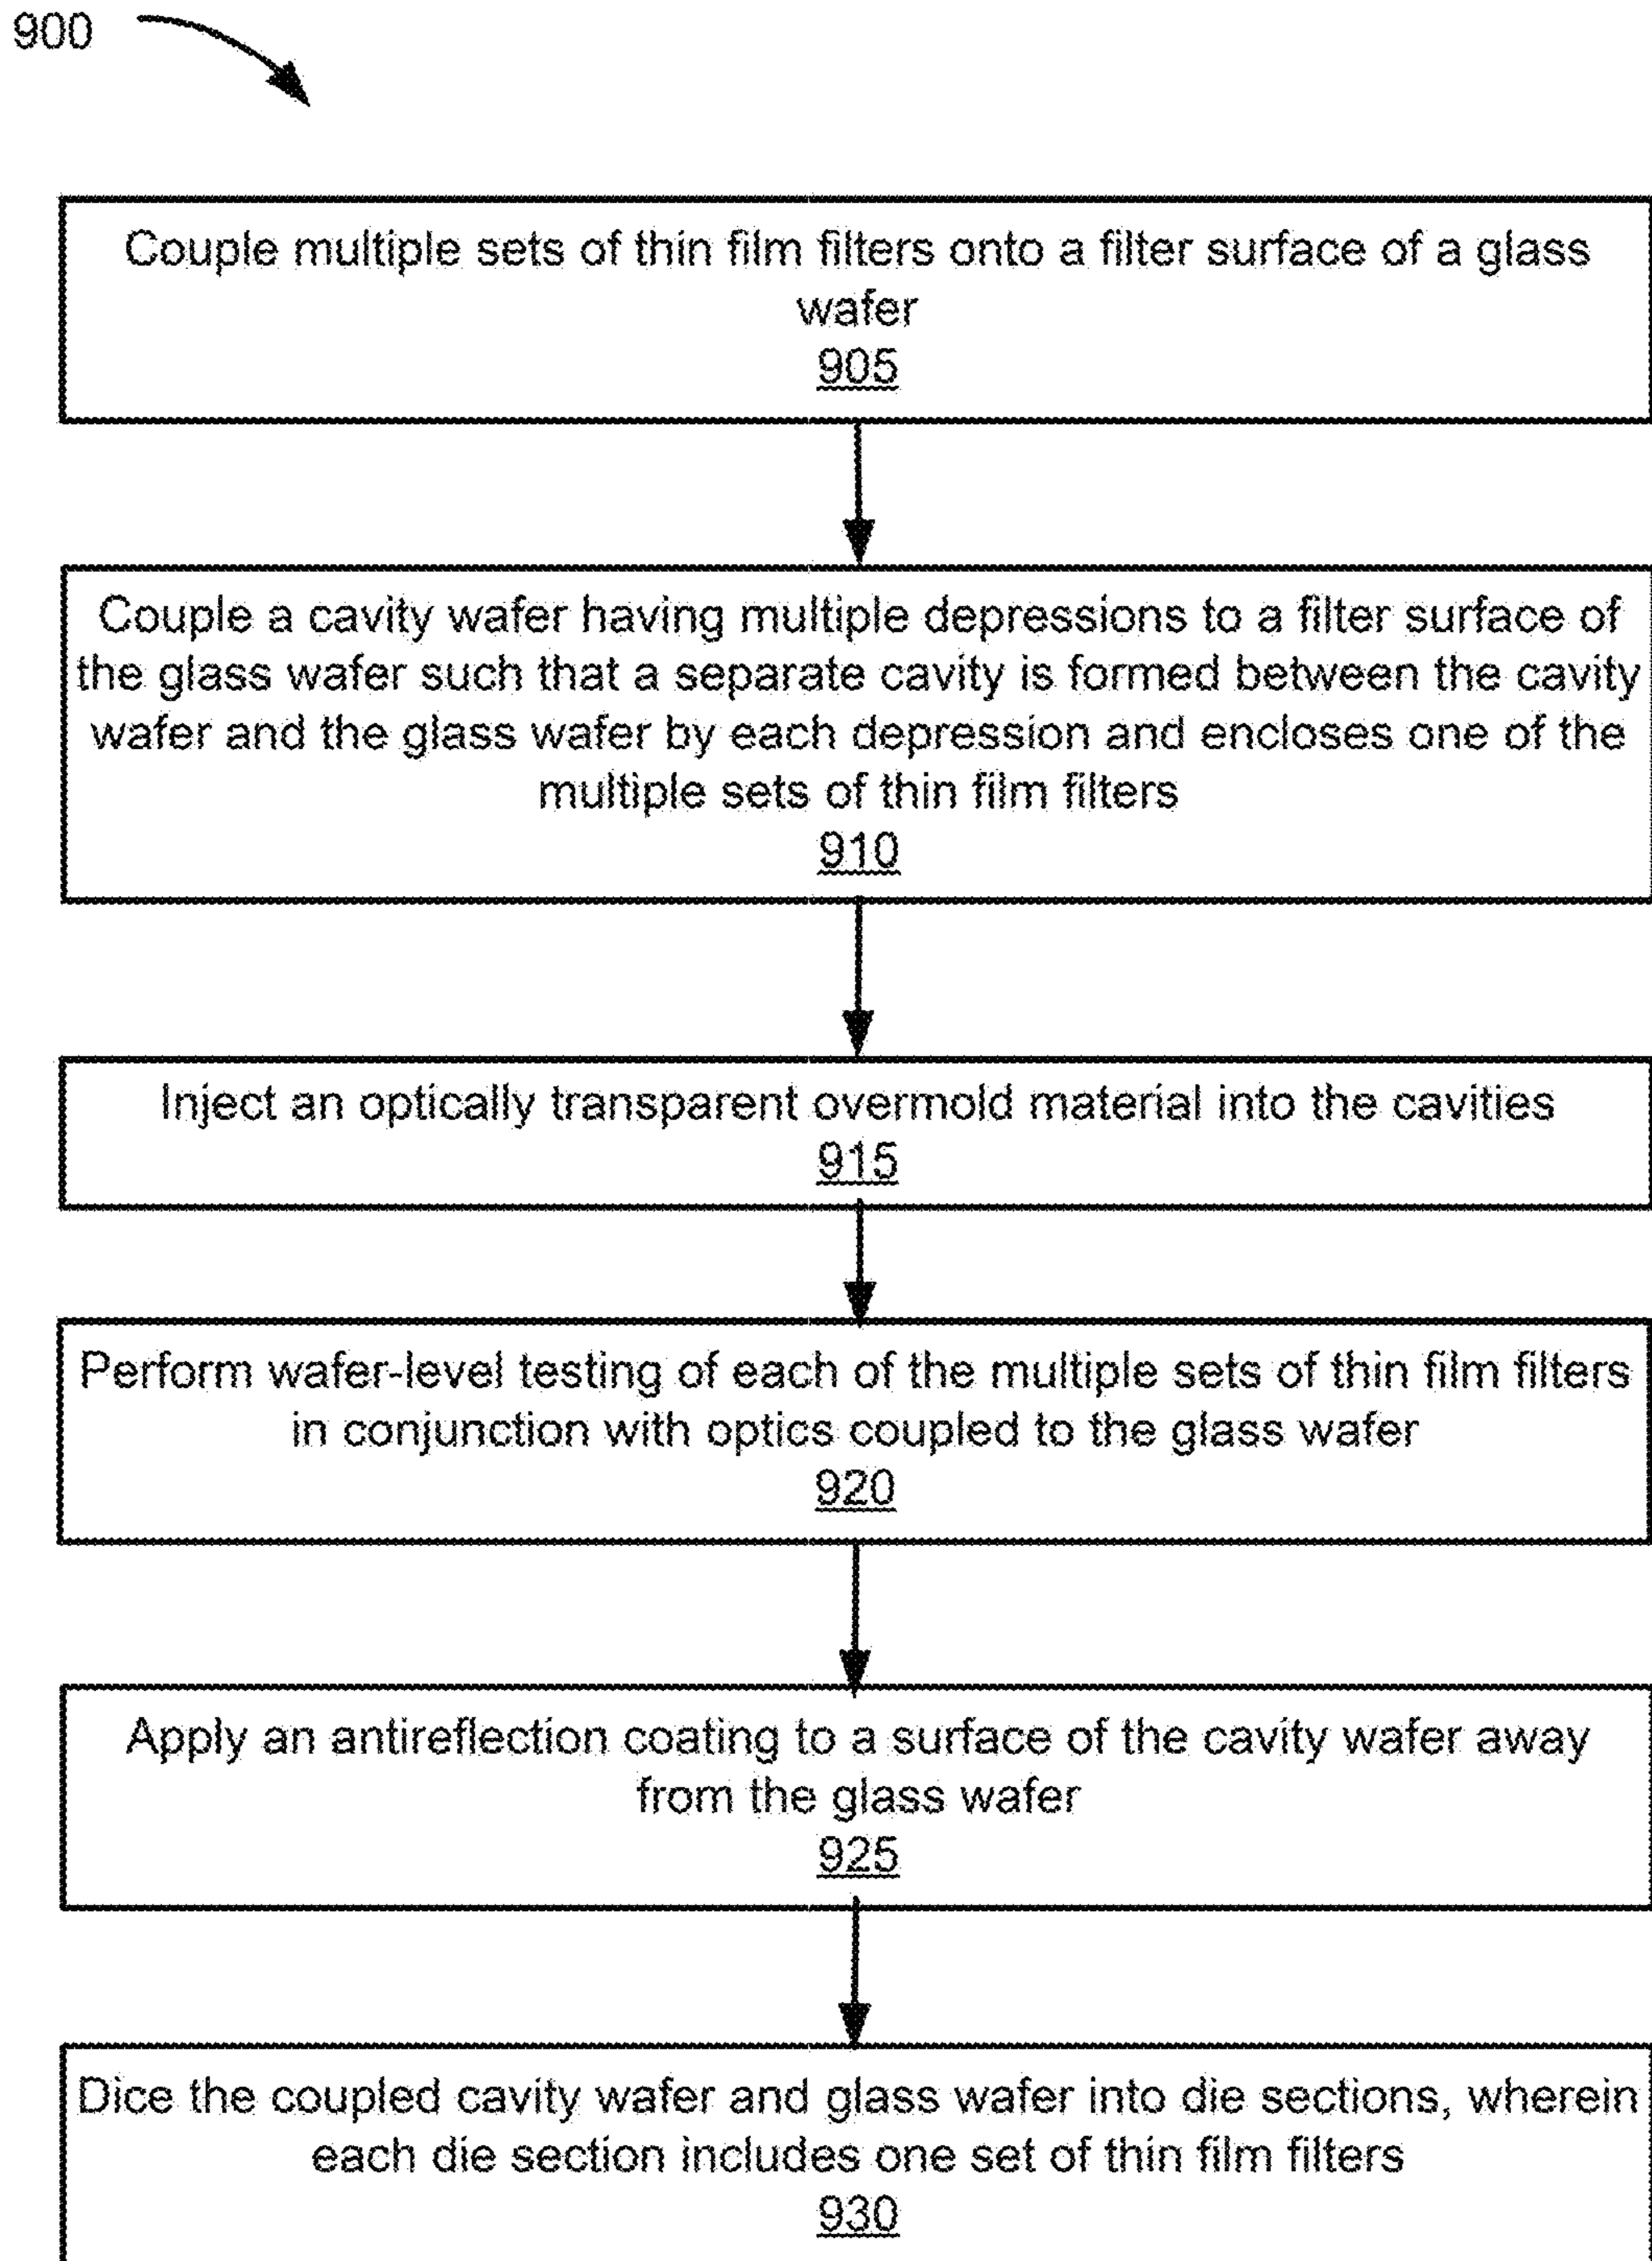 900
Couple multiple sets of thin film filters onto a filter surface of a glass
wafer
905
Couple a cavity wafer having multiple depressions to a filter surface of
the glass wafer such that a separate cavity is formed between the cavity
wafer and the glass wafer by each depression and encloses one of the
multiple sets of thin film filters
910
Inject an optically transparent overmold material into the cavities
915
Perform wafer-level testing of each of the multiple sets of thin film filters
in conjunction with optics coupled to the glass wafer
920
Apply an antireflection coating to a surface of the cavity wafer away
from the glass wafer
925
Dice the coupled cavity wafer and glass wafer into die sections, wherein
each die section includes one set of thin film filters
930